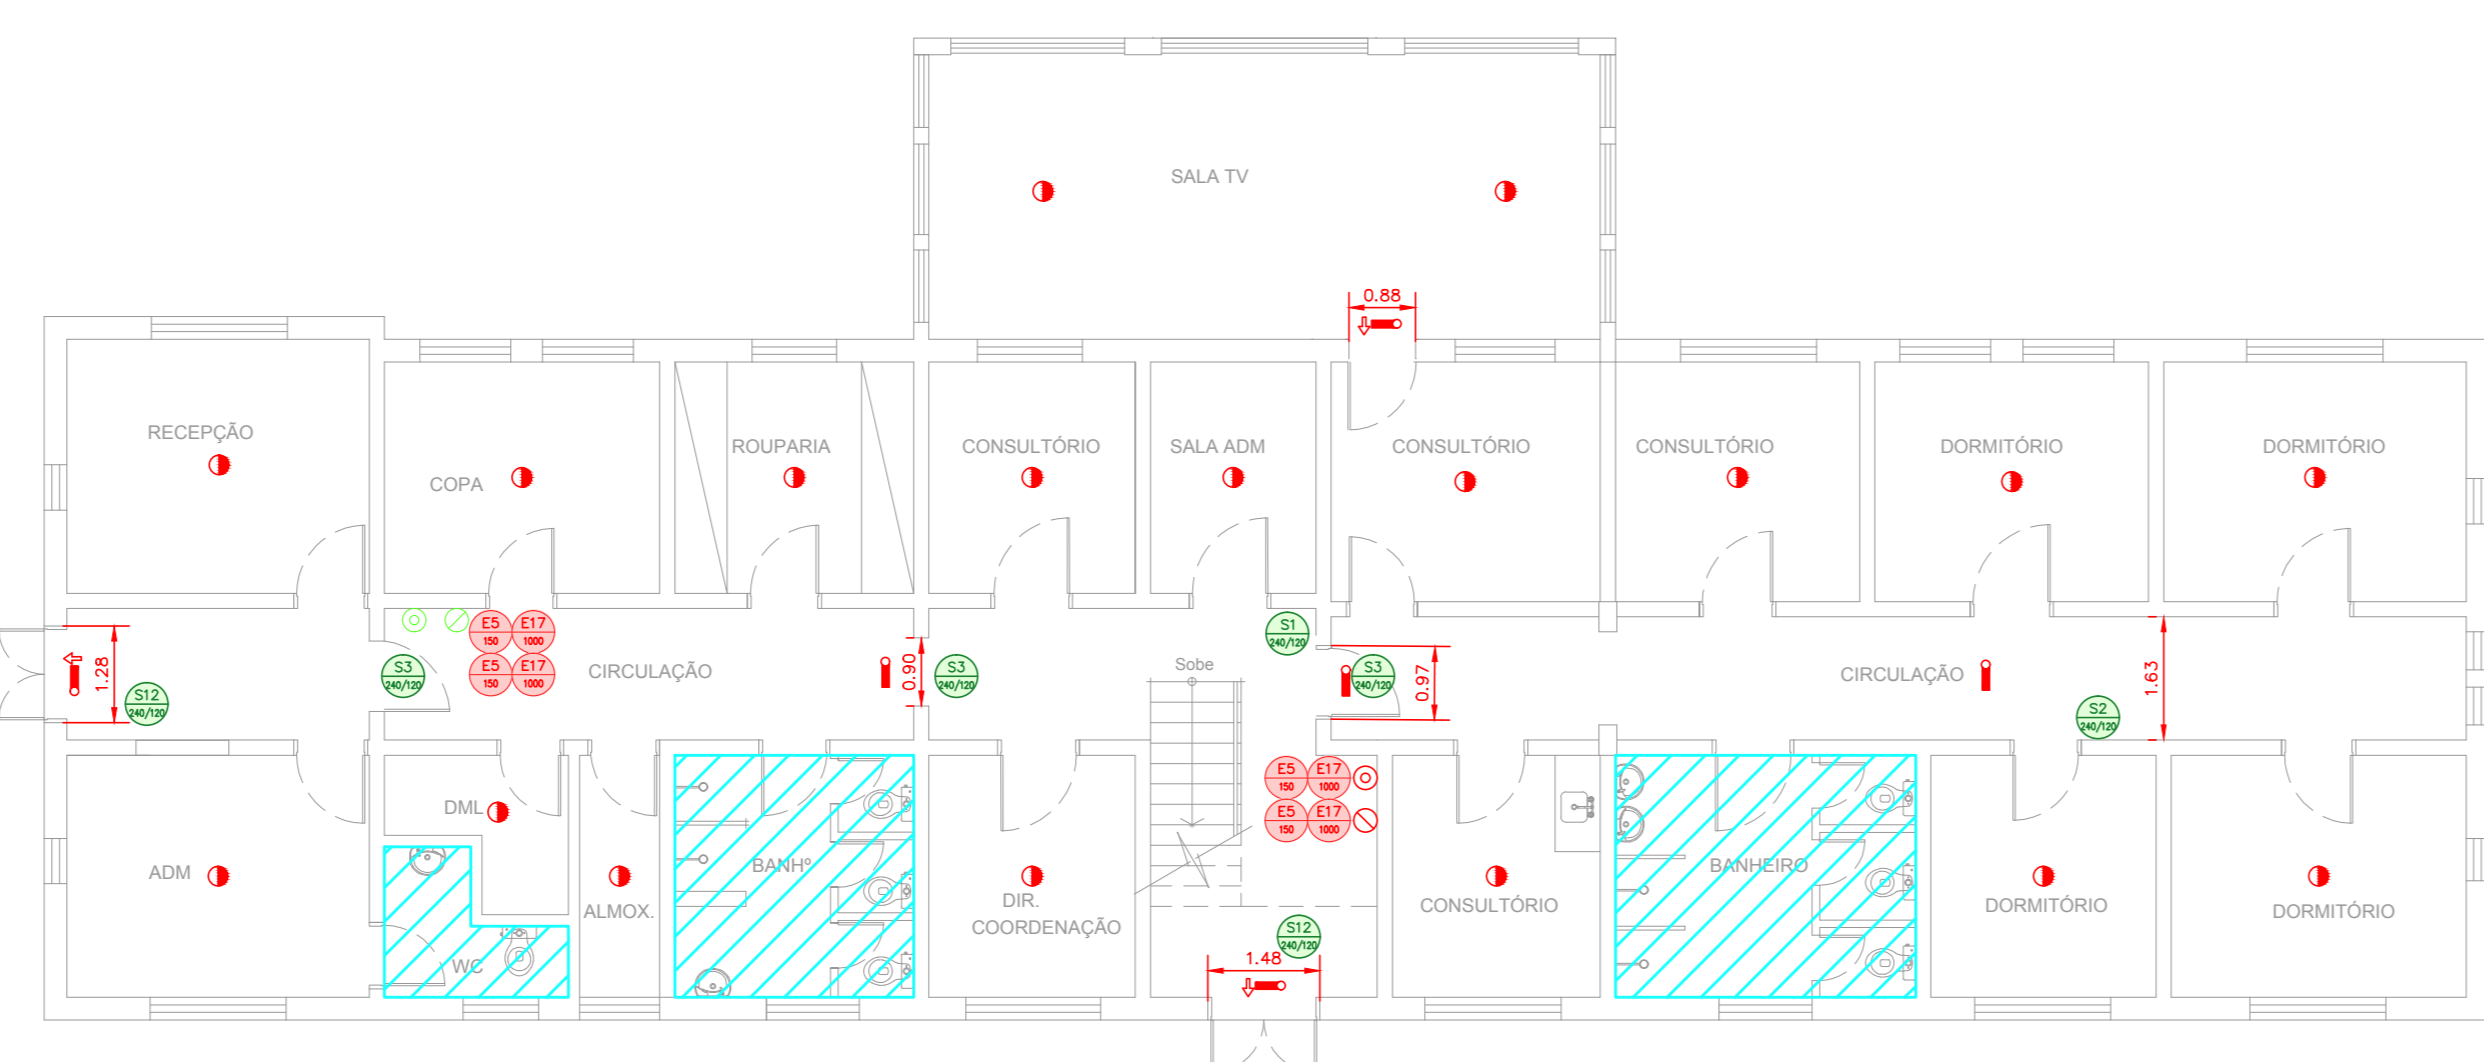 SALA TV
0.88
RECEPÇÃO
COPA
ROUPARIA
CONSULTÓRIO
SALA ADM
CONSULTÓRIO
CONSULTÓRIO
DORMITÓRIO
DORMITÓRIO
1.28
S12
240/120
S3
240/120
E5
150
E17
1000
E5
150
E17
1000
CIRCULAÇÃO
0.90
S3
240/120
Sobe
S1
240/120
S3
240/120
0.97
CIRCULAÇÃO
S2
240/120
1.63
ADM
DML
WC
ALMOX.
BANHº
DIR.
COORDENAÇÃO
E5
150
E17
1000
E5
150
E17
1000
S12
240/120
1.48
CONSULTÓRIO
BANHEIRO
DORMITÓRIO
DORMITÓRIO